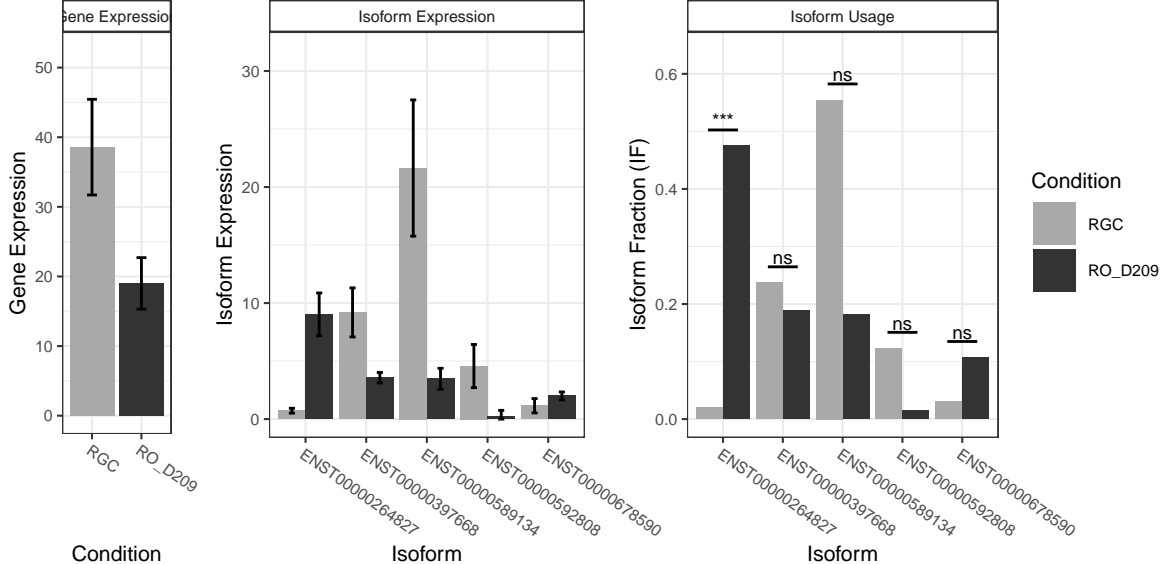 Gene Expression
Isoform Expression
Isoform Usage
Gene Expression
50
40
30
20
10
0
RGC
RO_D209
Condition
Isoform Expression
30
20
10
0
ENST00000264827
ENST00000397668
ENST00000589134
ENST00000592808
ENST00000678590
Isoform
Isoform Fraction (IF)
0.6
0.4
0.2
0.0
***
ns
ns
ns
ns
ENST00000264827
ENST00000397668
ENST00000589134
ENST00000592808
ENST00000678590
Isoform
Condition
RGC
RO_D209